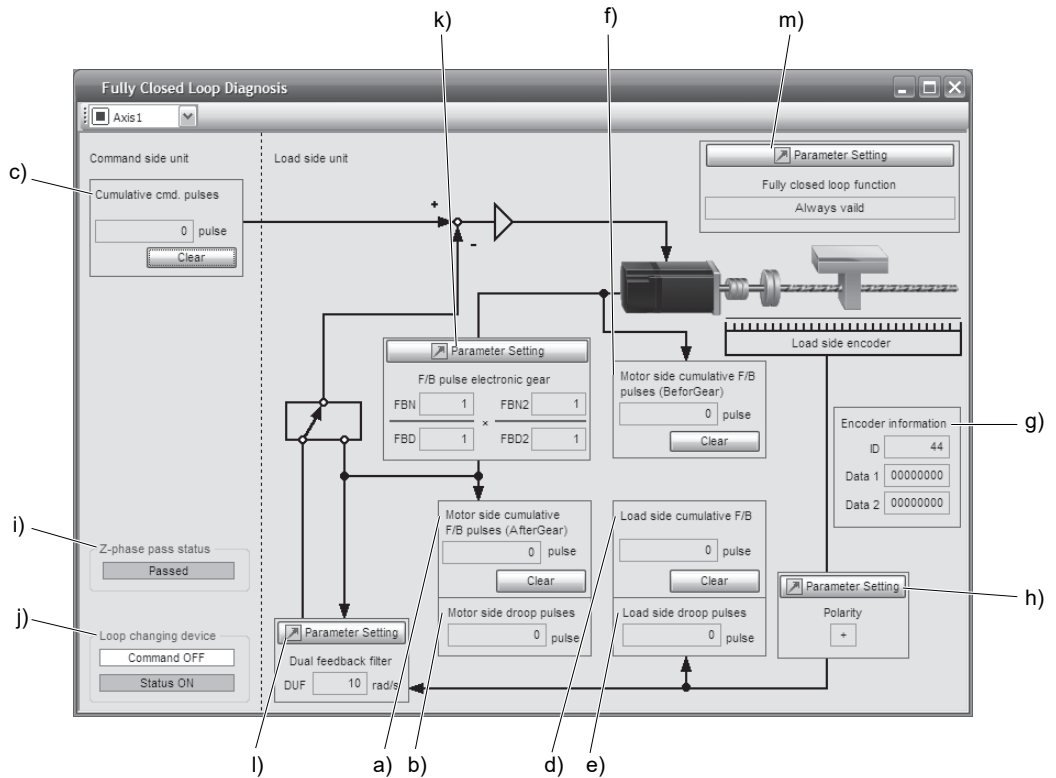 k)
f)
m)
Fully Closed Loop Diagnosis
Axis1
Command side unit
Load side unit
Parameter Setting
Fully closed loop function
Always vaild
c)
Cumulative cmd. pulses
0 pulse
Clear
+
-
Parameter Setting
F/B pulse electronic gear
FBN 1 FBN2 1
×
FBD 1 FBD2 1
Load side encoder
Motor side cumulative F/B
pulses (BeforGear)
0 pulse
Clear
Encoder information
g)
ID 44
Data 1 00000000
Data 2 00000000
i)
Z-phase pass status
Passed
Motor side cumulative
F/B pulses (AfterGear)
0 pulse
Clear
Motor side droop pulses
0 pulse
Load side cumulative F/B
0 pulse
Clear
Load side droop pulses
0 pulse
Parameter Setting
h)
Polarity
+
j)
Loop changing device
Command OFF
Status ON
Parameter Setting
Dual feedback filter
DUF 10 rad/s
l)
a)
b)
d)
e)